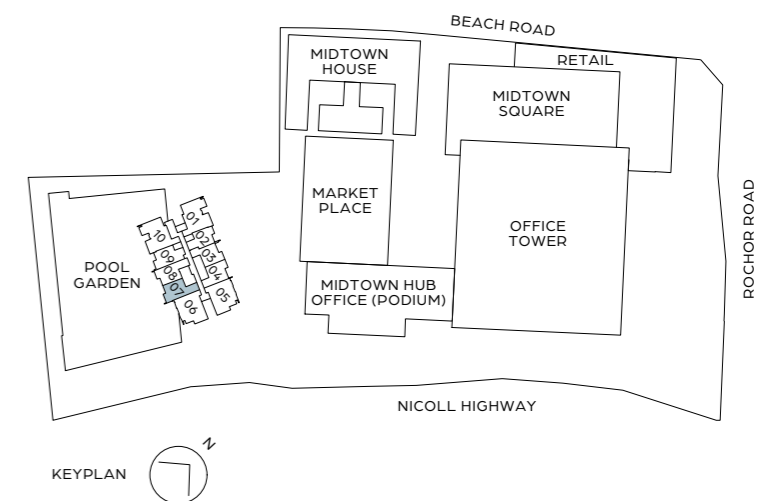 BEACH ROAD
MIDTOWN
HOUSE
RETAIL
MIDTOWN
SQUARE
MARKET
PLACE
OFFICE
TOWER
ROCHOR ROAD
01
10
02
09
03
08
04
07
05
06
POOL
GARDEN
MIDTOWN HUB
OFFICE (PODIUM)
NICOLL HIGHWAY
N
KEYPLAN